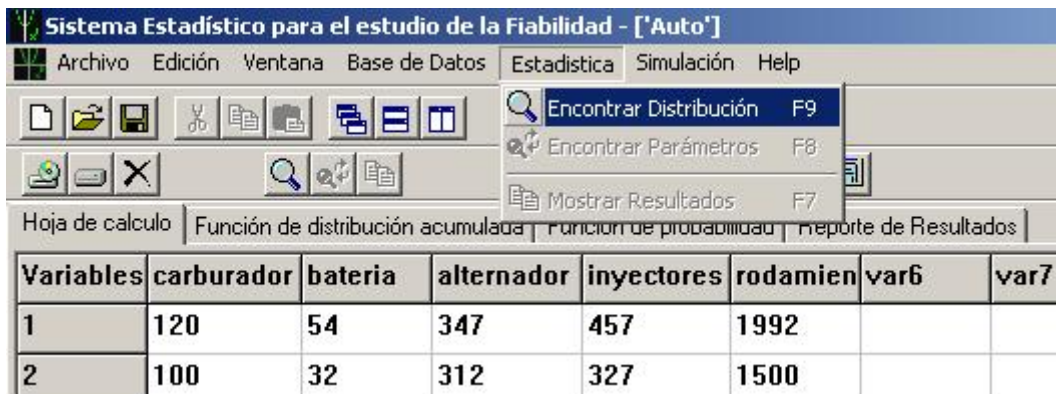 Sistema Estadístico para el estudio de la Fiabilidad - ['Auto']
Archivo Edición Ventana Base de Datos Estadistica Simulación Help
Encontrar Distribución F9
Encontrar Parámetros F8
Mostrar Resultados F7
Hoja de calculo Función de distribución acumulada Función de probabilidad Reporte de Resultados
Variables carburador bateria alternador inyectores rodamien var6 var7
1 120 54 347 457 1992
2 100 32 312 327 1500